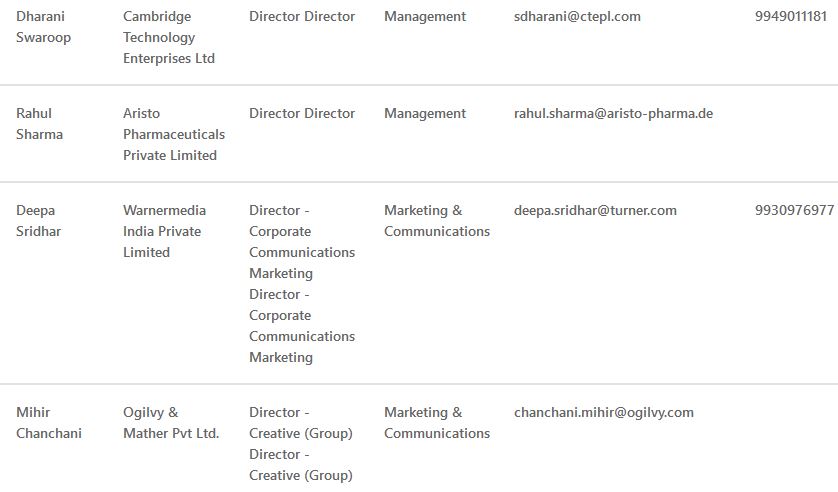 Dharani Swaroop
Cambridge Technology Enterprises Ltd
Director Director
Management
sdharani@ctepl.com
9949011181
Rahul Sharma
Aristo Pharmaceuticals Private Limited
Director Director
Management
rahul.sharma@aristo-pharma.de
Deepa Sridhar
Warnermedia India Private Limited
Director - Corporate Communications Marketing Director - Corporate Communications Marketing
Marketing & Communications
deepa.sridhar@turner.com
9930976977
Mihir Chanchani
Ogilvy & Mather Pvt Ltd.
Director - Creative (Group) Director - Creative (Group)
Marketing & Communications
chanchani.mihir@ogilvy.com